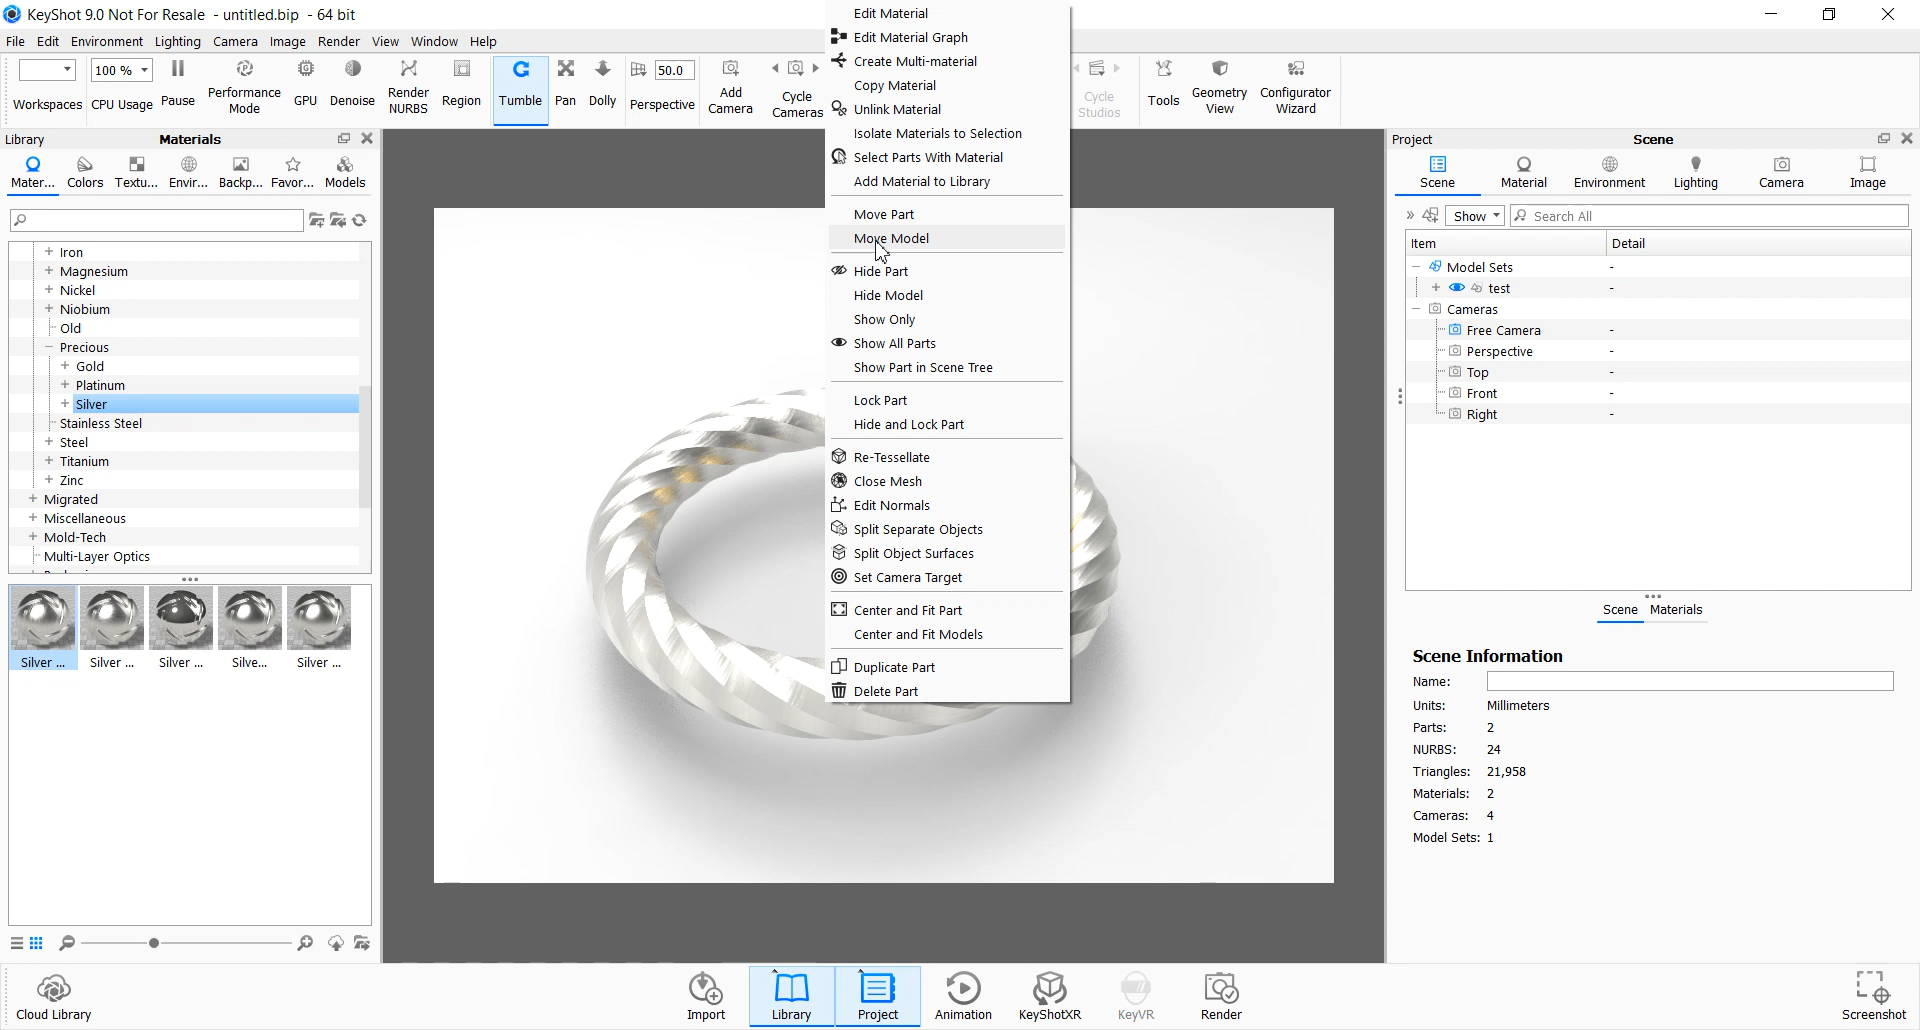 KeyShot 9.0 Not For Resale - untitled.bip - 64 bit
File Edit Environment Lighting Camera Image Render View Window Help
100 %
50.0
Workspaces CPU Usage Pause Performance Mode GPU Denoise Render NURBS Region Tumble Pan Dolly Perspective Add Camera Cycle Cameras Cycle Studios Tools Geometry View Configurator Wizard
Library Materials
Mater... Colors Textu... Envir... Backp... Favor... Models
Iron
Magnesium
Nickel
Niobium
Old
Precious
Gold
Platinum
Silver
Stainless Steel
Steel
Titanium
Zinc
Migrated
Miscellaneous
Mold-Tech
Multi-Layer Optics
Silver ... Silver ... Silver ... Silve... Silver ...
Edit Material
Edit Material Graph
Create Multi-material
Copy Material
Unlink Material
Isolate Materials to Selection
Select Parts With Material
Add Material to Library
Move Part
Move Model
Hide Part
Hide Model
Show Only
Show All Parts
Show Part in Scene Tree
Lock Part
Hide and Lock Part
Re-Tessellate
Close Mesh
Edit Normals
Split Separate Objects
Split Object Surfaces
Set Camera Target
Center and Fit Part
Center and Fit Models
Duplicate Part
Delete Part
Project Scene
Scene Material Environment Lighting Camera Image
» Show Search All
Item Detail
Model Sets -
test -
Cameras
Free Camera -
Perspective -
Top -
Front -
Right -
Scene Materials
Scene Information
Name:
Units: Millimeters
Parts: 2
NURBS: 24
Triangles: 21,958
Materials: 2
Cameras: 4
Model Sets: 1
Cloud Library Import Library Project Animation KeyShotXR KeyVR Render Screenshot